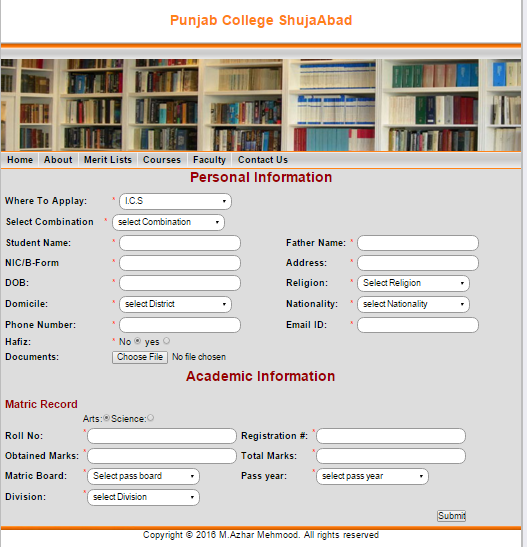 Punjab College ShujaAbad
Home About Merit Lists Courses Faculty Contact Us
Personal Information
Where To Applay: * I.C.S
Select Combination * select Combination
Student Name: * Father Name: *
NIC/B-Form * Address: *
DOB: * Religion: * Select Religion
Domicile: * select District Nationality: * select Nationality
Phone Number: * Email ID: *
Hafiz: * No yes
Documents: Choose File No file chosen
Academic Information
Matric Record
Arts: Science:
Roll No: * Registration #: *
Obtained Marks: * Total Marks: *
Matric Board: * Select pass board Pass year: * select pass year
Division: * select Division
Submit
Copyright © 2016 M.Azhar Mehmood. All rights reserved